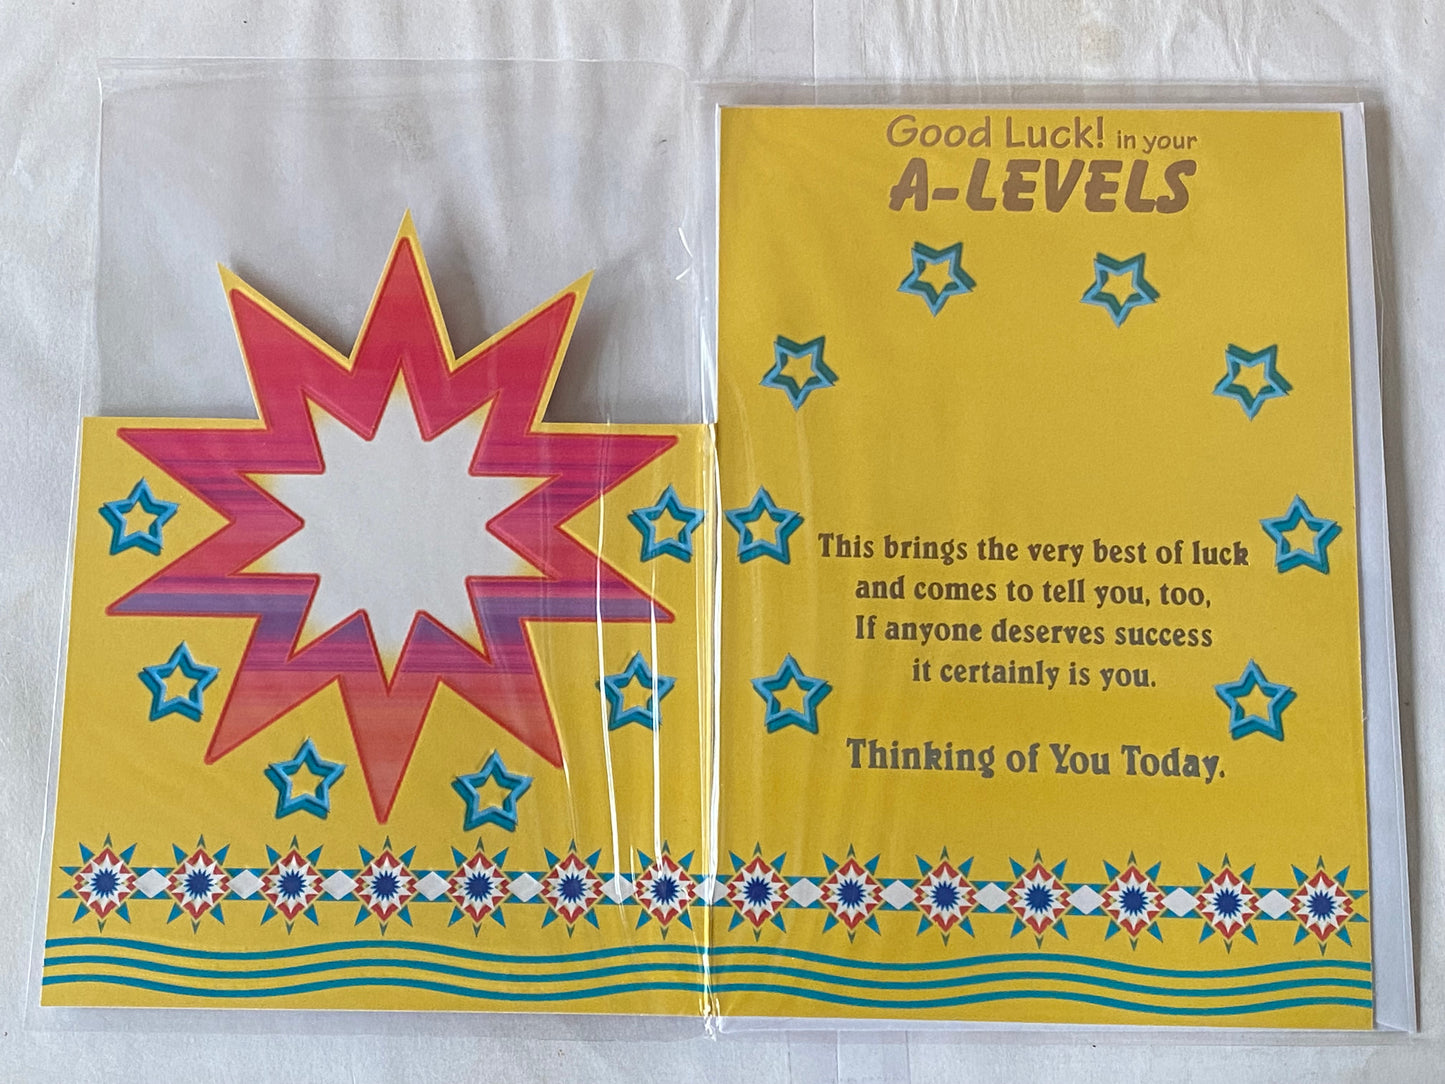 Good Luck! in your
A-LEVELS
This brings the very best of luck
and comes to tell you, too,
If anyone deserves success
it certainly is you.
Thinking of You Today.